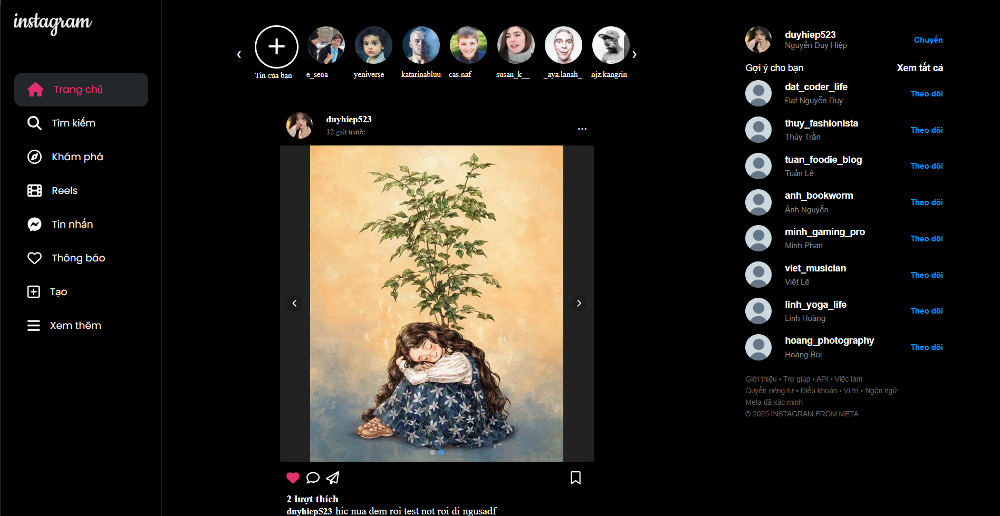 instagram
Trang chủ
Tìm kiếm
Khám phá
Reels
Tin nhắn
Thông báo
Tạo
Xem thêm
Tin của bạn
e_seoa
yeniverse
katarinabluu
cas.naf
susan_k__
_aya.lanah_
njz.kangrin
duyhiep523
12 giờ trước
2 lượt thích
duyhiep523 hic nua dem roi test not roi di ngusadf
duyhiep523
Nguyễn Duy Hiệp
Chuyển
Gợi ý cho bạn
Xem tất cả
dat_coder_life
Đạt Nguyễn Duy
Theo dõi
thuy_fashionista
Thúy Trần
Theo dõi
tuan_foodie_blog
Tuấn Lê
Theo dõi
anh_bookworm
Ánh Nguyễn
Theo dõi
minh_gaming_pro
Minh Phan
Theo dõi
viet_musician
Việt Lê
Theo dõi
linh_yoga_life
Linh Hoàng
Theo dõi
hoang_photography
Hoàng Bùi
Theo dõi
Giới thiệu • Trợ giúp • API • Việc làm
Quyền riêng tư • Điều khoản • Vị trí • Ngôn ngữ
Meta đã xác minh
© 2025 INSTAGRAM FROM META